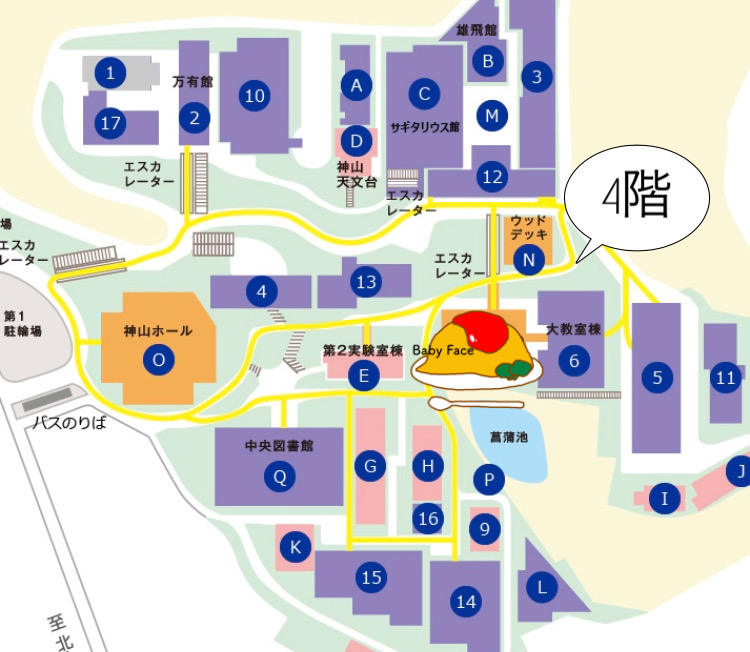 雄飛館
B
1
万有館
A
3
10
C
17
2
M
サギタリウス館
D
神山
天文台
エスカ
レーター
12
エスカ
レーター
4階
ウッド
デッキ
場
エスカ
レーター
エスカ
レーター
N
13
4
第1
駐輪場
神山ホール
O
大教室棟
第2実験室棟
Baby Face
6
E
5
11
バスのりば
中央図書館
菖蒲池
G
H
Q
P
J
I
16
9
K
15
14
L
至
北